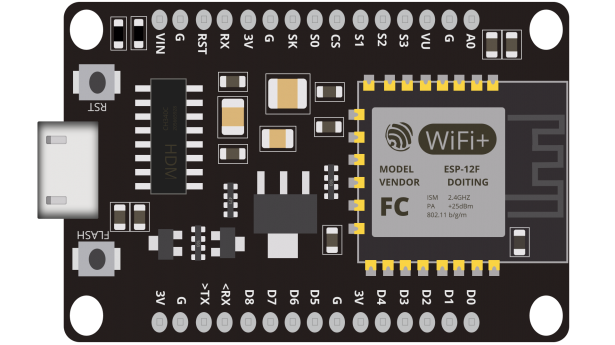 VIN G RST RX 3V G SK S0 CS S1 S2 S3 VU G A0
RST
HDM
WiFi+
MODEL ESP-12F
VENDOR DOITING
FC
ISM 2.4GHZ
PA +25dBm
802.11 b/g/m
FLASH
3V G >TX <RX D8 D7 D6 D5 G 3V D4 D3 D2 D1 D0